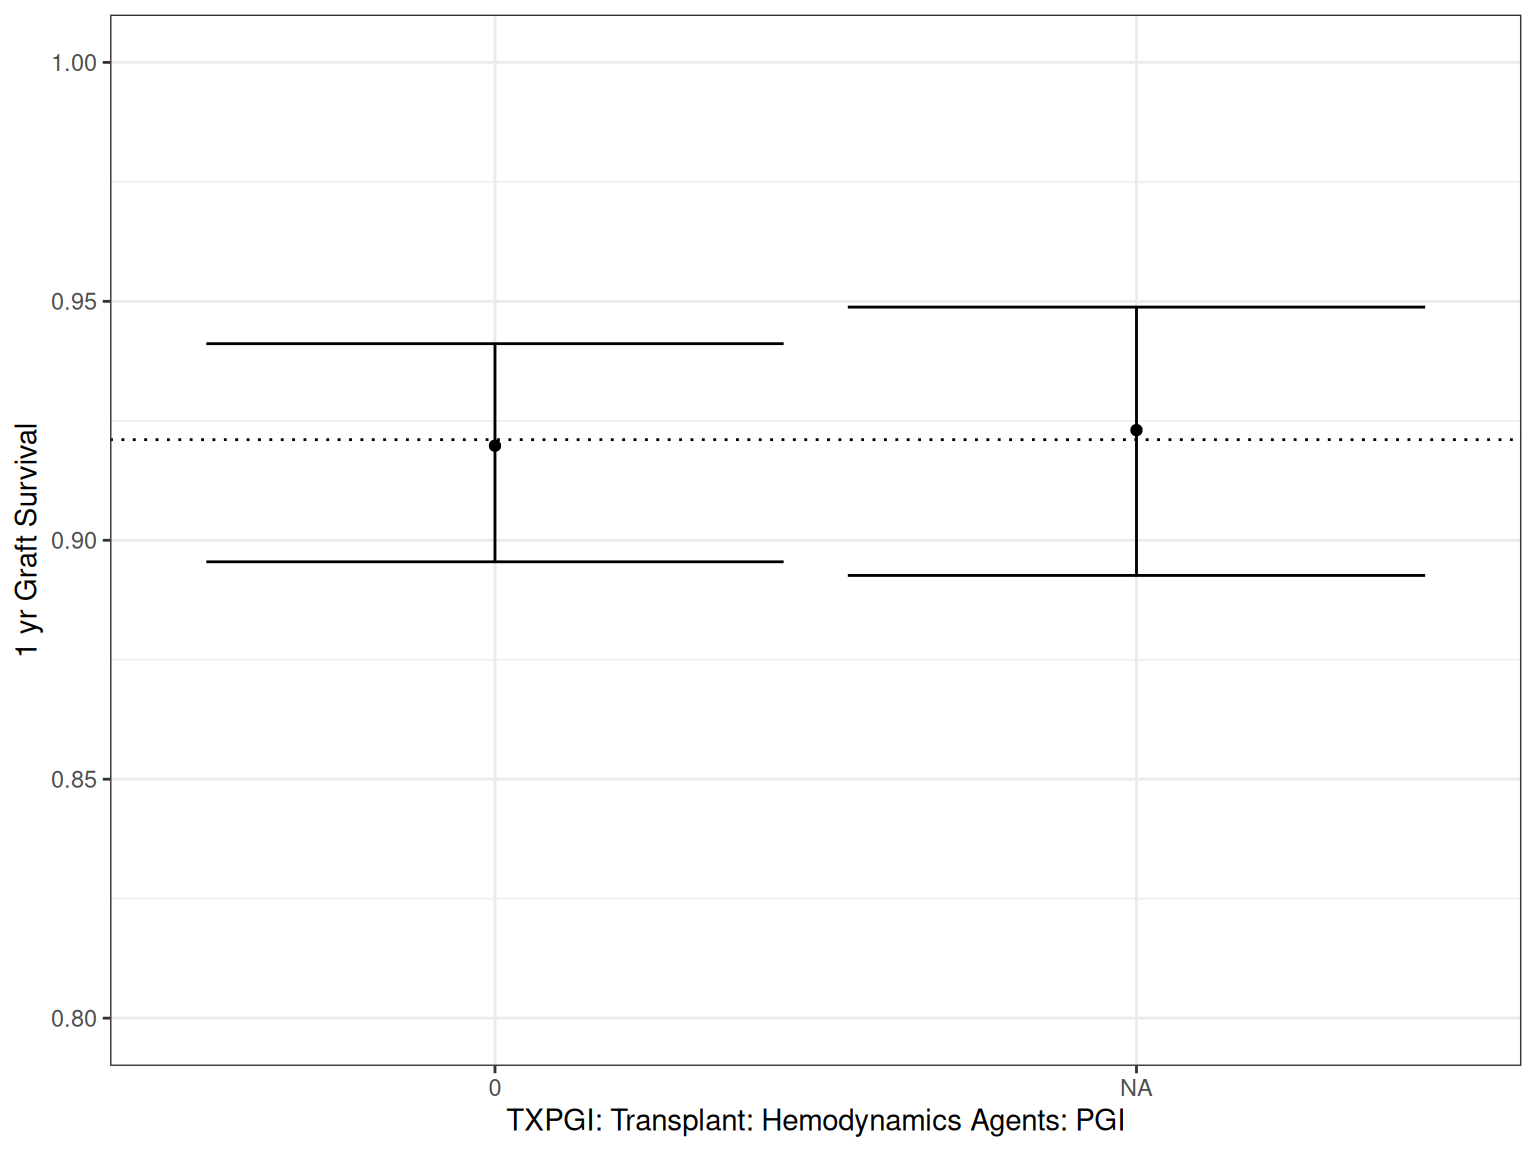 1.00
0.95
0.90
0.85
0.80
1 yr Graft Survival
0
NA
TXPGI: Transplant: Hemodynamics Agents: PGI